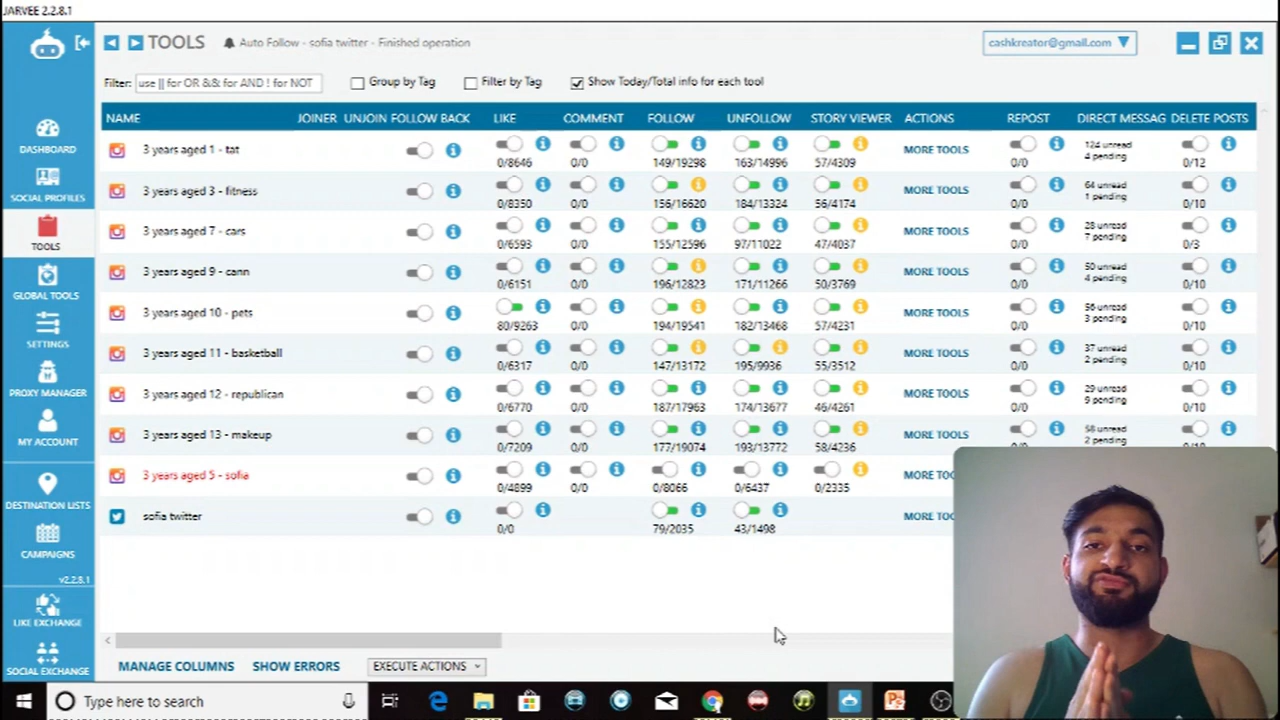 JARVEE 2.2.8.1
TOOLS Auto Follow - sofia twitter - Finished operation cashkreator@gmail.com
Filter: use || for OR && for AND ! for NOT Group by Tag Filter by Tag Show Today/Total info for each tool
NAME JOINER UNJOIN FOLLOW BACK LIKE COMMENT FOLLOW UNFOLLOW STORY VIEWER ACTIONS REPOST DIRECT MESSAG DELETE POSTS
3 years aged 1 - tat MORE TOOLS 124 unread
4 pending
0/8646 0/0 149/19298 163/14996 57/4309 0/0 0/12
3 years aged 3 - fitness MORE TOOLS 64 unread
1 pending
0/8350 0/0 156/16620 184/13324 56/4174 0/0 0/10
3 years aged 7 - cars MORE TOOLS 28 unread
7 pending
0/6593 0/0 155/12596 97/11022 47/4037 0/0 0/3
3 years aged 9 - cann MORE TOOLS 50 unread
4 pending
0/6151 0/0 196/12823 171/11266 50/3769 0/0 0/10
3 years aged 10 - pets MORE TOOLS 56 unread
3 pending
80/9263 0/0 194/19541 182/13468 57/4231 0/0 0/10
3 years aged 11 - basketball MORE TOOLS 37 unread
2 pending
0/6317 0/0 147/13172 195/9936 55/3512 0/0 0/10
3 years aged 12 - republican MORE TOOLS 29 unread
9 pending
0/6770 0/0 187/17963 174/13677 46/4261 0/0 0/10
3 years aged 13 - makeup MORE TOOLS 58 unread
2 pending
0/7209 0/0 177/19074 193/13772 58/4236 0/0
3 years aged 5 - sofia
0/4899 0/0 0/8066 0/6437 0/2335
sofia twitter
0/0 79/2035 43/1498
DASHBOARD
SOCIAL PROFILES
TOOLS
GLOBAL TOOLS
SETTINGS
PROXY MANAGER
MY ACCOUNT
DESTINATION LISTS
CAMPAIGNS
v2.2.8.1
LIKE EXCHANGE
SOCIAL EXCHANGE
MANAGE COLUMNS SHOW ERRORS EXECUTE ACTIONS
Type here to search